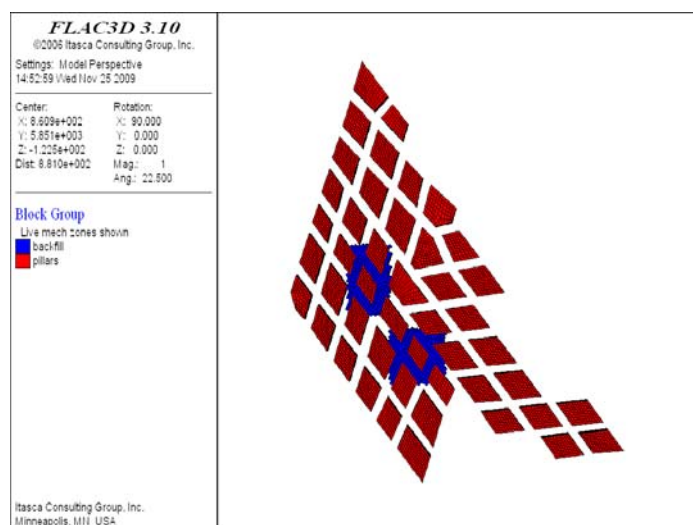 FLAC3D 3.10
©2006 Itasca Consulting Group, Inc.
Settings: Model Perspective
14:52:59 Wed Nov 25 2009
Center: Rotation:
X: 8.609e+002 X: 90.000
Y: 5.851e+003 Y: 0.000
Z: -1.225e+002 Z: 0.000
Dist: 8.810e+002 Mag.: 1
Ang.: 22.500
Block Group
Live mech zones shown
backfill
pillars
Itasca Consulting Group, Inc.
Minneapolis, MN USA